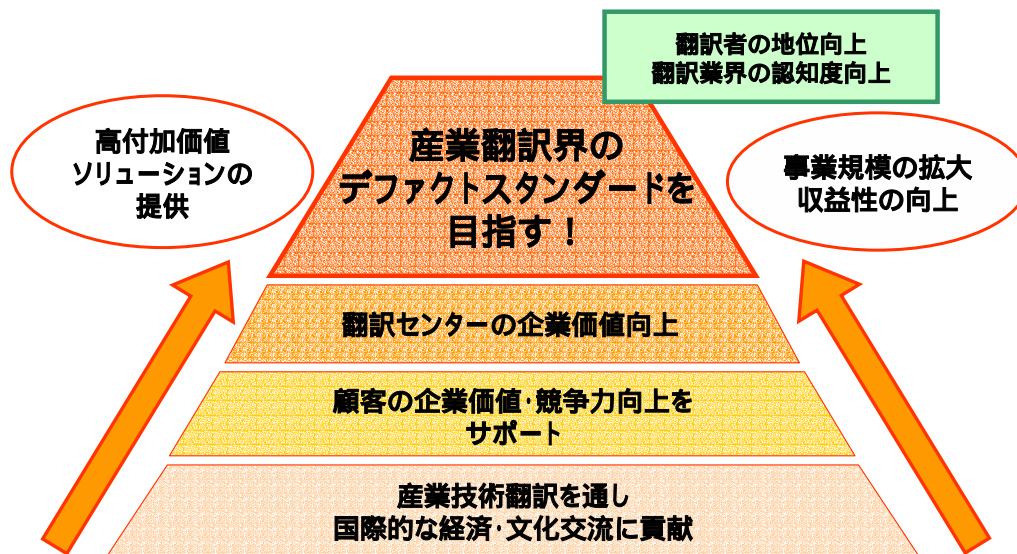 翻訳者の地位向上
翻訳業界の認知度向上
高付加価値
ソリューションの
提供
産業翻訳界の
デファクトスタンダードを
目指す！
事業規模の拡大
収益性の向上
翻訳センターの企業価値向上
顧客の企業価値・競争力向上を
サポート
産業技術翻訳を通し
国際的な経済・文化交流に貢献